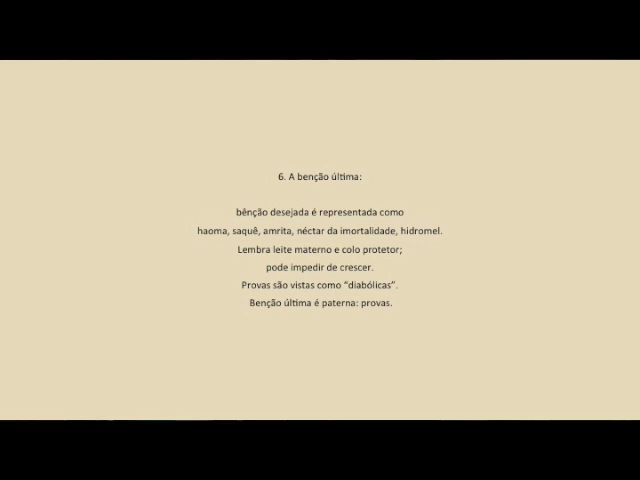 6. A benção última:
bênção desejada é representada como
haoma, saquê, amrita, néctar da imortalidade, hidromel.
Lembra leite materno e colo protetor;
pode impedir de crescer.
Provas são vistas como “diabólicas”.
Benção última é paterna: provas.